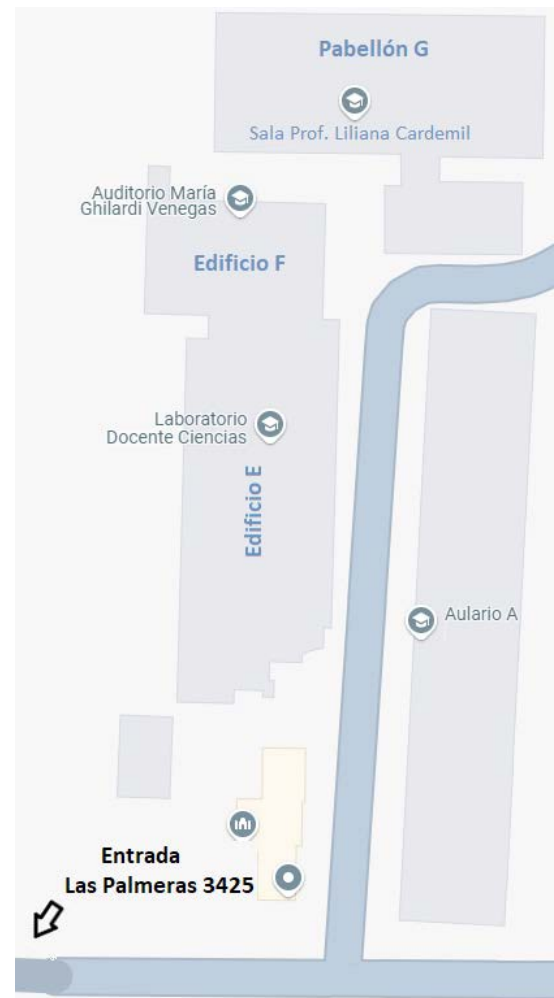 Pabellón G
Sala Prof. Liliana Cardemil
Auditorio María
Ghilardi Venegas
Edificio F
Laboratorio
Docente Ciencias
Edificio E
Aulario A
Entrada
Las Palmeras 3425